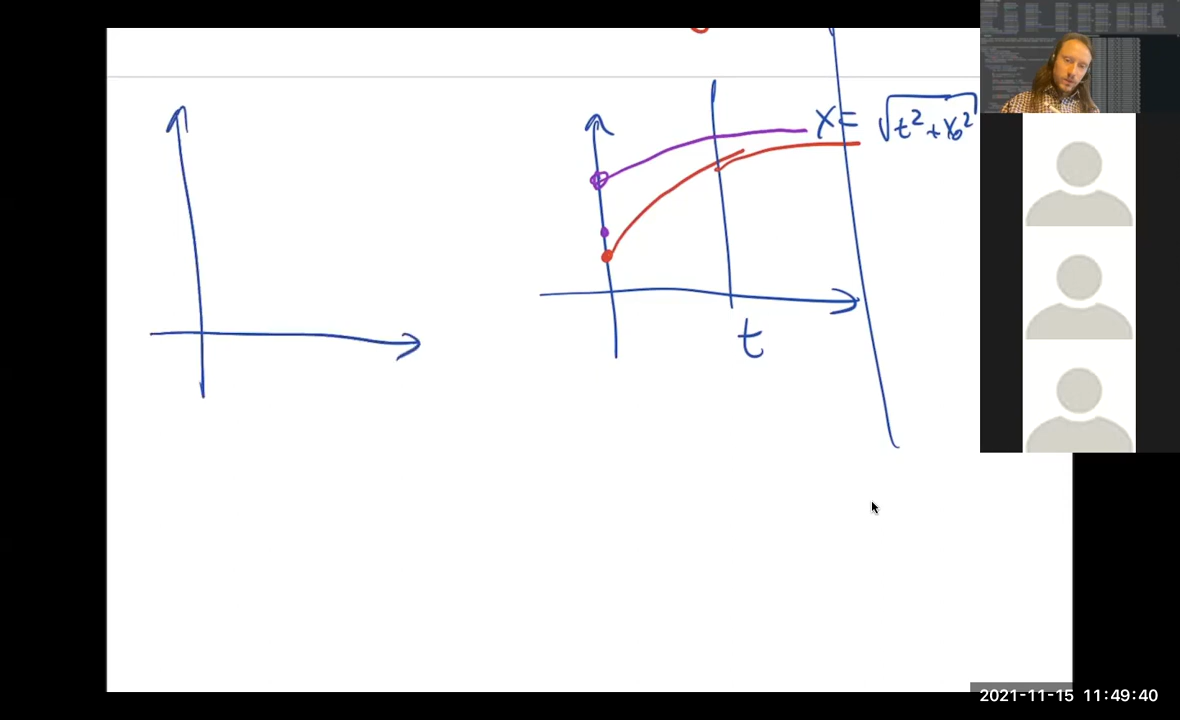 x = √t² + x₀²
t
2021-11-15 11:49:40